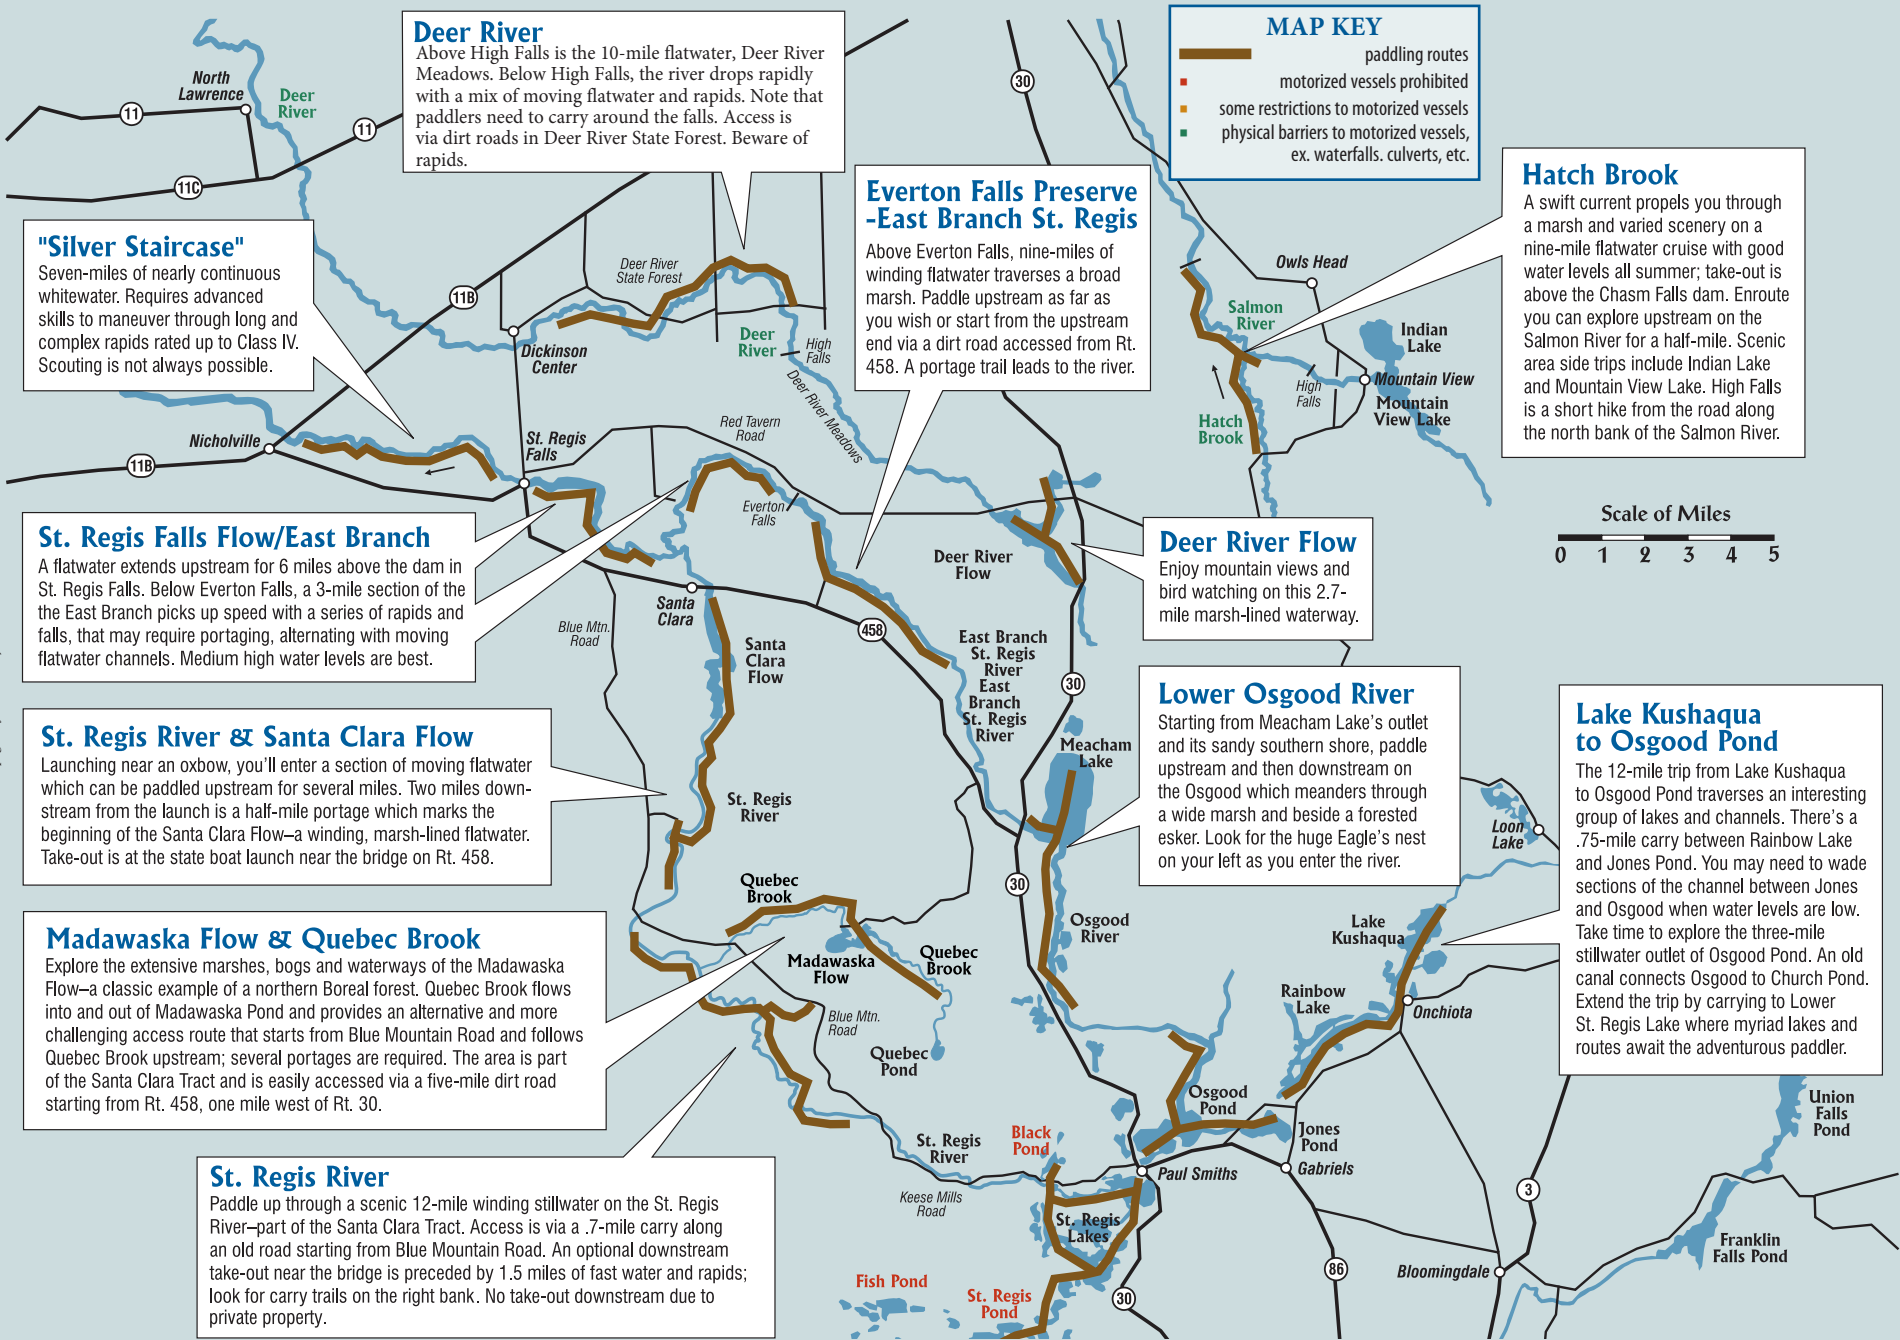 Deer River
Above High Falls is the 10-mile flatwater, Deer River
Meadows. Below High Falls, the river drops rapidly
with a mix of moving flatwater and rapids. Note that
paddlers need to carry around the falls. Access is
via dirt roads in Deer River State Forest. Beware of
rapids.
MAP KEY
paddling routes
motorized vessels prohibited
some restrictions to motorized vessels
physical barriers to motorized vessels,
ex. waterfalls. culverts, etc.
Everton Falls Preserve
-East Branch St. Regis
Above Everton Falls, nine-miles of
winding flatwater traverses a broad
marsh. Paddle upstream as far as
you wish or start from the upstream
end via a dirt road accessed from Rt.
458. A portage trail leads to the river.
Hatch Brook
A swift current propels you through
a marsh and varied scenery on a
nine-mile flatwater cruise with good
water levels all summer; take-out is
above the Chasm Falls dam. Enroute
you can explore upstream on the
Salmon River for a half-mile. Scenic
area side trips include Indian Lake
and Mountain View Lake. High Falls
is a short hike from the road along
the north bank of the Salmon River.
"Silver Staircase"
Seven-miles of nearly continuous
whitewater. Requires advanced
skills to maneuver through long and
complex rapids rated up to Class IV.
Scouting is not always possible.
St. Regis Falls Flow/East Branch
A flatwater extends upstream for 6 miles above the dam in
St. Regis Falls. Below Everton Falls, a 3-mile section of the
the East Branch picks up speed with a series of rapids and
falls, that may require portaging, alternating with moving
flatwater channels. Medium high water levels are best.
Deer River Flow
Enjoy mountain views and
bird watching on this 2.7-
mile marsh-lined waterway.
St. Regis River & Santa Clara Flow
Launching near an oxbow, you'll enter a section of moving flatwater
which can be paddled upstream for several miles. Two miles down-
stream from the launch is a half-mile portage which marks the
beginning of the Santa Clara Flow–a winding, marsh-lined flatwater.
Take-out is at the state boat launch near the bridge on Rt. 458.
Lower Osgood River
Starting from Meacham Lake's outlet
and its sandy southern shore, paddle
upstream and then downstream on
the Osgood which meanders through
a wide marsh and beside a forested
esker. Look for the huge Eagle's nest
on your left as you enter the river.
Lake Kushaqua
to Osgood Pond
The 12-mile trip from Lake Kushaqua
to Osgood Pond traverses an interesting
group of lakes and channels. There's a
.75-mile carry between Rainbow Lake
and Jones Pond. You may need to wade
sections of the channel between Jones
and Osgood when water levels are low.
Take time to explore the three-mile
stillwater outlet of Osgood Pond. An old
canal connects Osgood to Church Pond.
Extend the trip by carrying to Lower
St. Regis Lake where myriad lakes and
routes await the adventurous paddler.
Madawaska Flow & Quebec Brook
Explore the extensive marshes, bogs and waterways of the Madawaska
Flow–a classic example of a northern Boreal forest. Quebec Brook flows
into and out of Madawaska Pond and provides an alternative and more
challenging access route that starts from Blue Mountain Road and follows
Quebec Brook upstream; several portages are required. The area is part
of the Santa Clara Tract and is easily accessed via a five-mile dirt road
starting from Rt. 458, one mile west of Rt. 30.
St. Regis River
Paddle up through a scenic 12-mile winding stillwater on the St. Regis
River–part of the Santa Clara Tract. Access is via a .7-mile carry along
an old road starting from Blue Mountain Road. An optional downstream
take-out near the bridge is preceded by 1.5 miles of fast water and rapids;
look for carry trails on the right bank. No take-out downstream due to
private property.
Scale of Miles
0 1 2 3 4 5
North
Lawrence
Deer
River
11
11
11C
11B
11B
30
Deer River
State Forest
Deer
River
High
Falls
Dickinson
Center
Deer River Meadows
Red Tavern
Road
Nicholville
St. Regis
Falls
Everton
Falls
Owls Head
Salmon
River
Indian
Lake
Mountain View
Mountain
View Lake
High
Falls
Hatch
Brook
Deer River
Flow
Santa
Clara
Blue Mtn.
Road
458
Santa
Clara
Flow
East Branch
St. Regis
River
East
Branch
St. Regis
River
30
Meacham
Lake
St. Regis
River
Loon
Lake
30
Quebec
Brook
Osgood
River
Lake
Kushaqua
Madawaska
Flow
Quebec
Brook
Rainbow
Lake
Onchiota
Blue Mtn.
Road
Quebec
Pond
Osgood
Pond
Union
Falls
Pond
Black
Pond
St. Regis
River
Jones
Pond
Paul Smiths
Gabriels
Keese Mills
Road
3
St. Regis
Lakes
Franklin
Falls Pond
Fish Pond
St. Regis
Pond
30
86
Bloomingdale